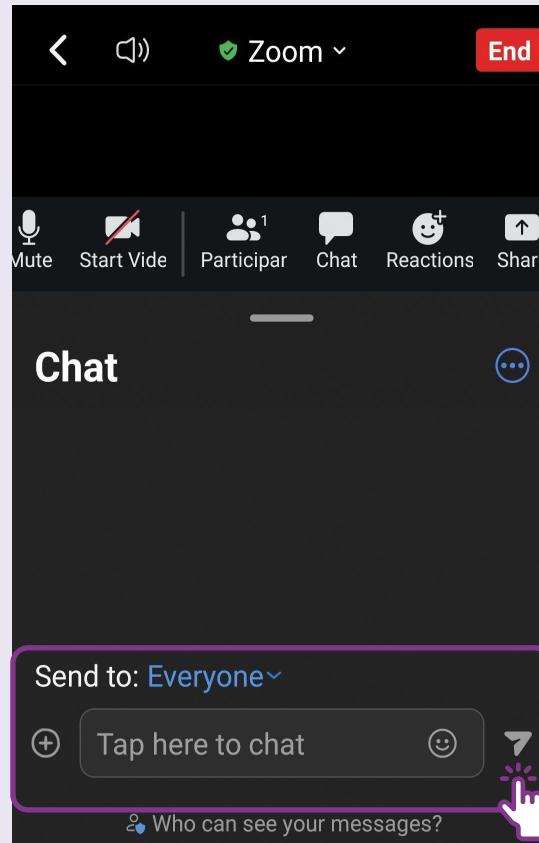 Zoom
End
Mute Start Vide Participar 1 Chat Reactions Shar
Chat
Send to: Everyone
Tap here to chat
Who can see your messages?